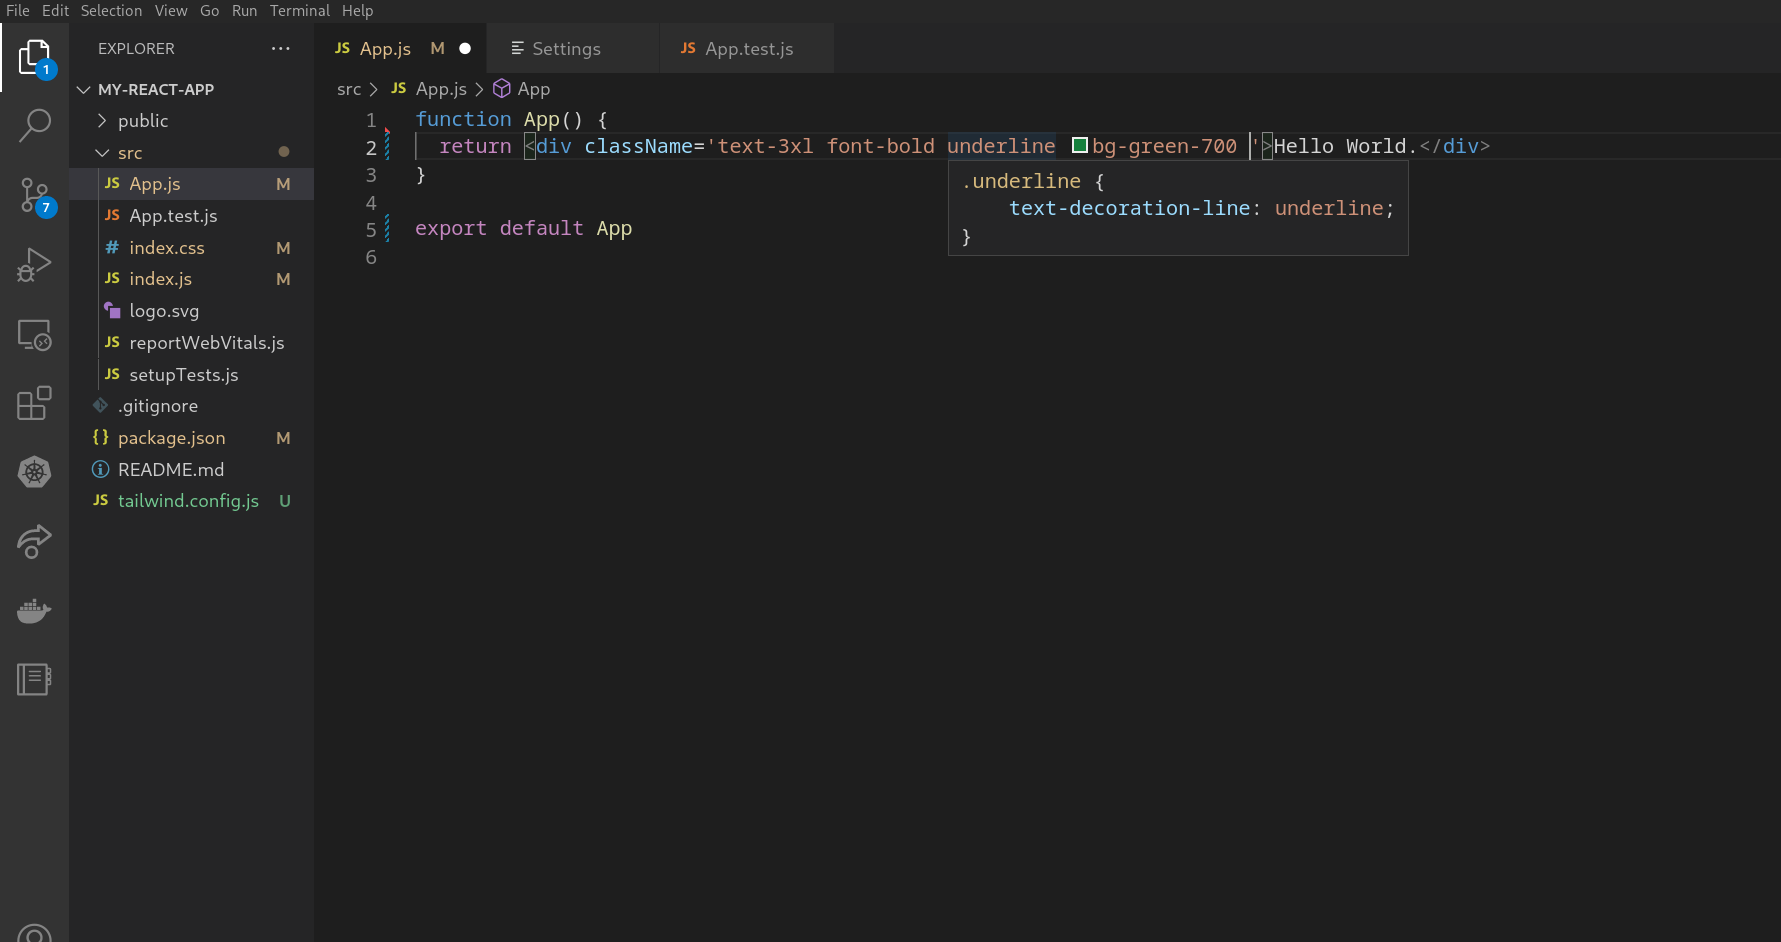 File Edit Selection View Go Run Terminal Help
EXPLORER ···
1
MY-REACT-APP
public
src
JS App.js M
JS App.test.js
# index.css M
JS index.js M
logo.svg
JS reportWebVitals.js
JS setupTests.js
.gitignore
{} package.json M
README.md
JS tailwind.config.js U
7
JS App.js M Settings JS App.test.js
src > JS App.js > App
1 function App() {
2 return <div className='text-3xl font-bold underline bg-green-700 '>Hello World.</div>
3 }
4
5 export default App
6
.underline {
text-decoration-line: underline;
}